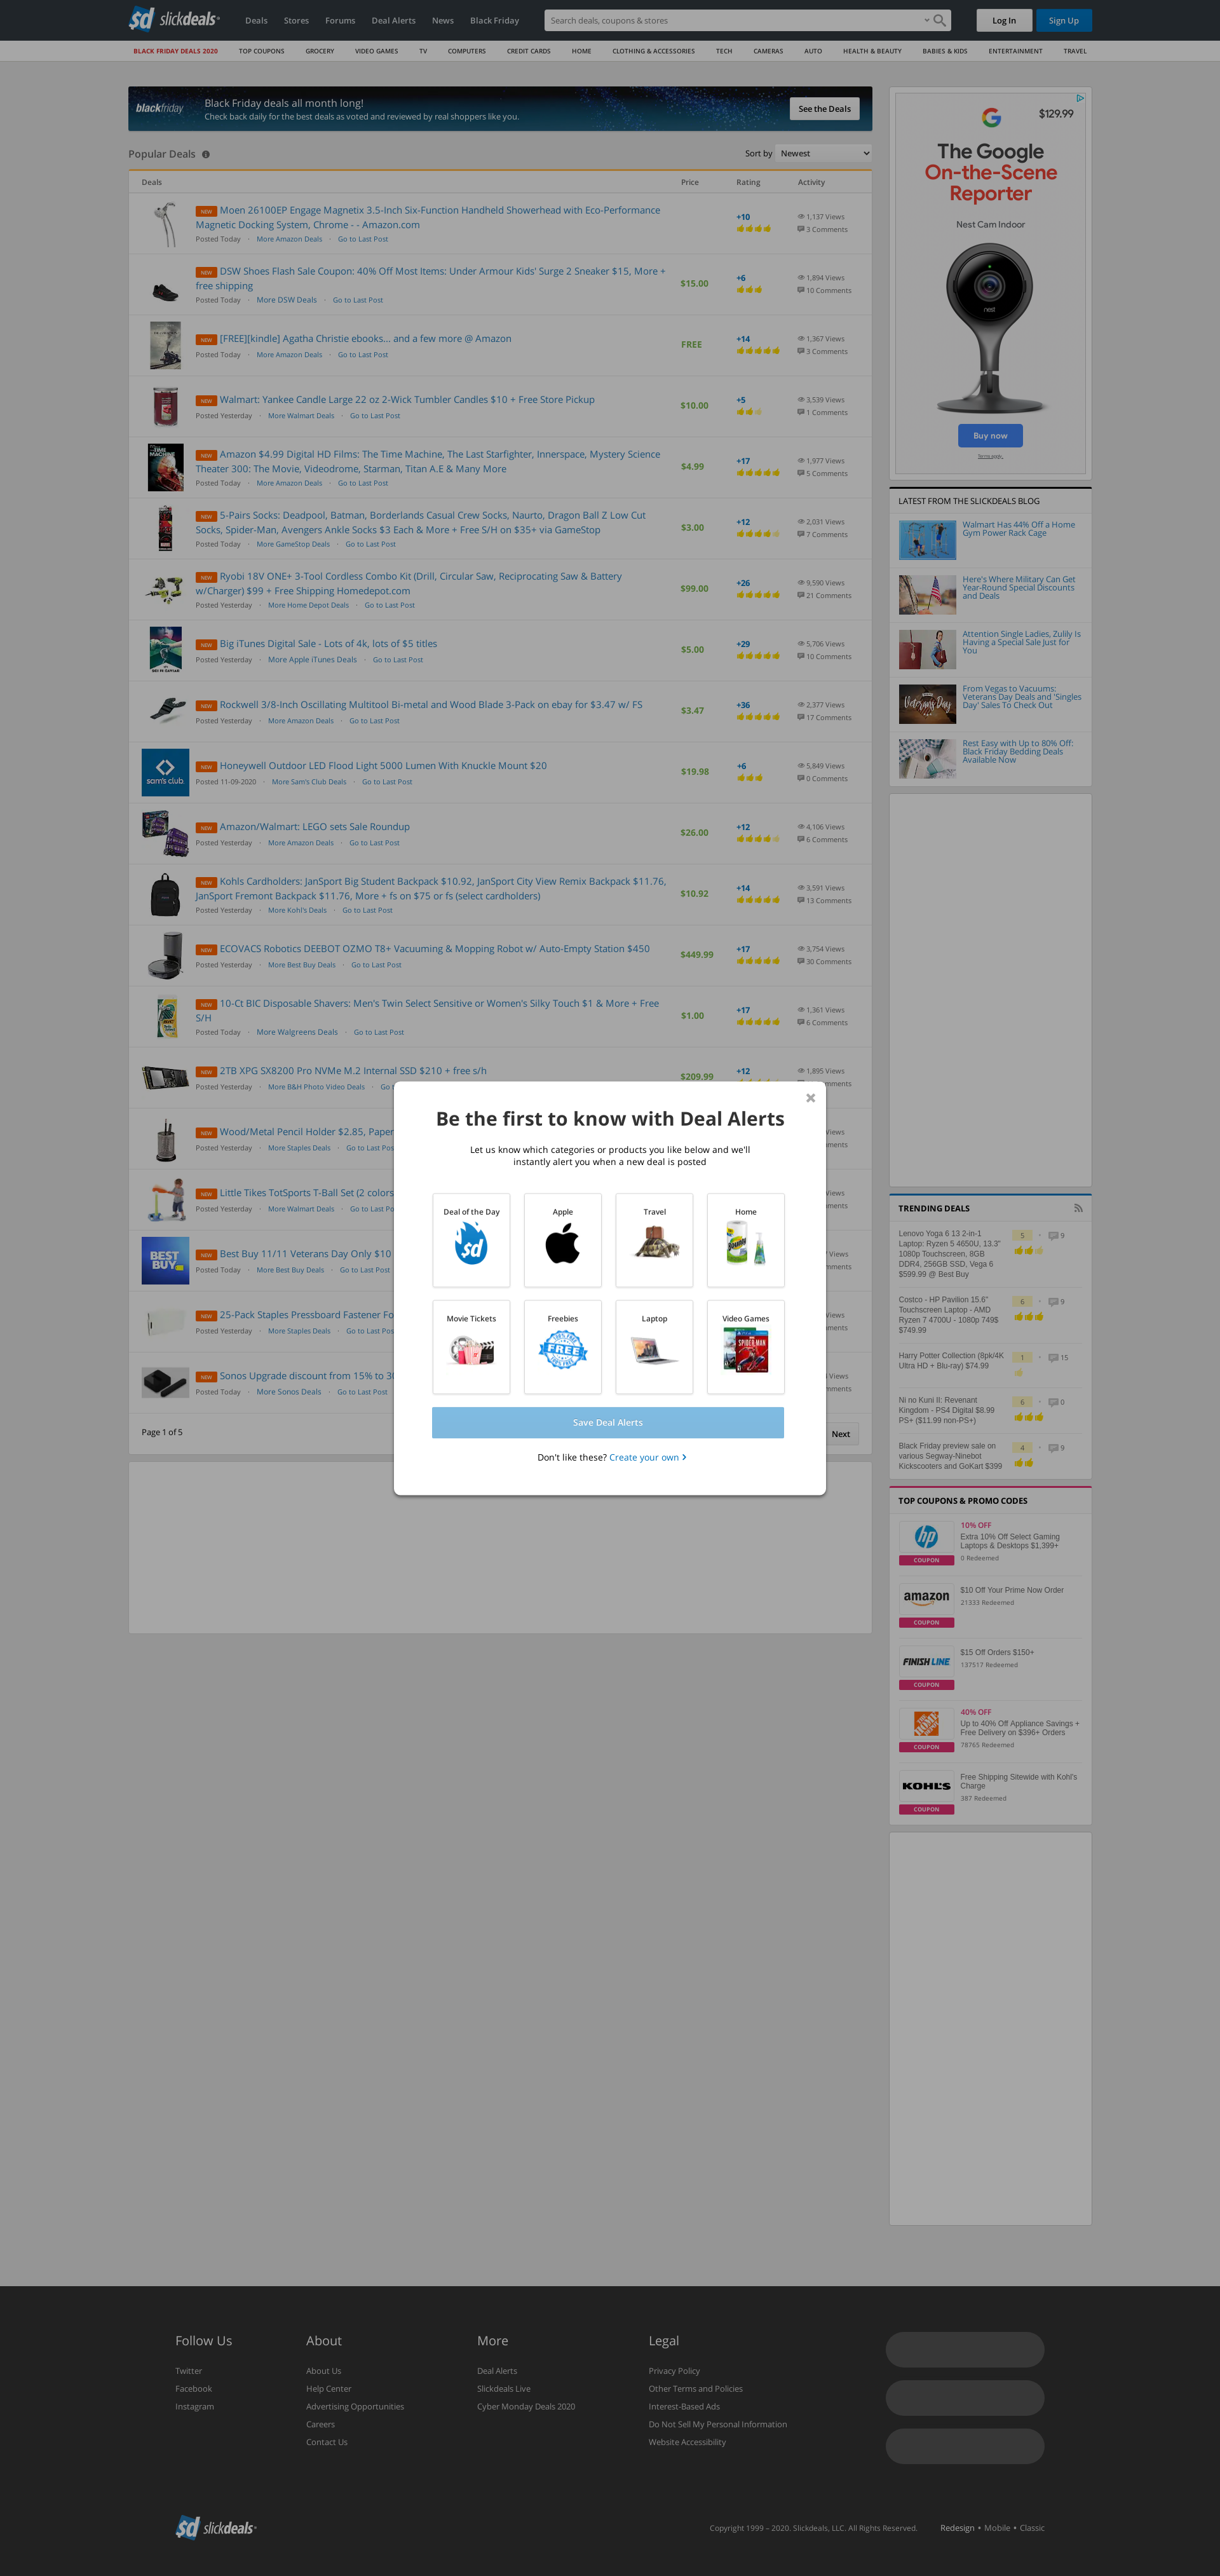 slickdeals
Deals
Stores
Forums
Deal Alerts
News
Black Friday
Search deals, coupons & stores
Log In
Sign Up
BLACK FRIDAY DEALS 2020
TOP COUPONS
GROCERY
VIDEO GAMES
TV
COMPUTERS
CREDIT CARDS
HOME
CLOTHING & ACCESSORIES
TECH
CAMERAS
AUTO
HEALTH & BEAUTY
BABIES & KIDS
ENTERTAINMENT
TRAVEL
blackfriday
Black Friday deals all month long!
Check back daily for the best deals as voted and reviewed by real shoppers like you.
See the Deals
Popular Deals
Sort by Newest
Deals Price Rating Activity
NEW Moen 26100EP Engage Magnetix 3.5-Inch Six-Function Handheld Showerhead with Eco-Performance
Magnetic Docking System, Chrome - - Amazon.com
Posted Today · More Amazon Deals · Go to Last Post
+10
1,137 Views
3 Comments
NEW DSW Shoes Flash Sale Coupon: 40% Off Most Items: Under Armour Kids' Surge 2 Sneaker $15, More +
free shipping
Posted Today · More DSW Deals · Go to Last Post
$15.00
+6
1,894 Views
10 Comments
NEW [FREE][kindle] Agatha Christie ebooks... and a few more @ Amazon
Posted Today · More Amazon Deals · Go to Last Post
FREE
+14
1,367 Views
3 Comments
NEW Walmart: Yankee Candle Large 22 oz 2-Wick Tumbler Candles $10 + Free Store Pickup
Posted Yesterday · More Walmart Deals · Go to Last Post
$10.00
+5
3,539 Views
1 Comments
NEW Amazon $4.99 Digital HD Films: The Time Machine, The Last Starfighter, Innerspace, Mystery Science
Theater 300: The Movie, Videodrome, Starman, Titan A.E & Many More
Posted Today · More Amazon Deals · Go to Last Post
$4.99
+17
1,977 Views
5 Comments
NEW 5-Pairs Socks: Deadpool, Batman, Borderlands Casual Crew Socks, Naurto, Dragon Ball Z Low Cut
Socks, Spider-Man, Avengers Ankle Socks $3 Each & More + Free S/H on $35+ via GameStop
Posted Today · More GameStop Deals · Go to Last Post
$3.00
+12
2,031 Views
7 Comments
NEW Ryobi 18V ONE+ 3-Tool Cordless Combo Kit (Drill, Circular Saw, Reciprocating Saw & Battery
w/Charger) $99 + Free Shipping Homedepot.com
Posted Yesterday · More Home Depot Deals · Go to Last Post
$99.00
+26
9,590 Views
21 Comments
NEW Big iTunes Digital Sale - Lots of 4k, lots of $5 titles
Posted Yesterday · More Apple iTunes Deals · Go to Last Post
$5.00
+29
5,706 Views
10 Comments
NEW Rockwell 3/8-Inch Oscillating Multitool Bi-metal and Wood Blade 3-Pack on ebay for $3.47 w/ FS
Posted Yesterday · More Amazon Deals · Go to Last Post
$3.47
+36
2,377 Views
17 Comments
sam's club
NEW Honeywell Outdoor LED Flood Light 5000 Lumen With Knuckle Mount $20
Posted 11-09-2020 · More Sam's Club Deals · Go to Last Post
$19.98
+6
5,849 Views
0 Comments
NEW Amazon/Walmart: LEGO sets Sale Roundup
Posted Yesterday · More Amazon Deals · Go to Last Post
$26.00
+12
4,106 Views
6 Comments
NEW Kohls Cardholders: JanSport Big Student Backpack $10.92, JanSport City View Remix Backpack $11.76,
JanSport Fremont Backpack $11.76, More + fs on $75 or fs (select cardholders)
Posted Yesterday · More Kohl's Deals · Go to Last Post
$10.92
+14
3,591 Views
13 Comments
NEW ECOVACS Robotics DEEBOT OZMO T8+ Vacuuming & Mopping Robot w/ Auto-Empty Station $450
Posted Yesterday · More Best Buy Deals · Go to Last Post
$449.99
+17
3,754 Views
30 Comments
NEW 10-Ct BIC Disposable Shavers: Men's Twin Select Sensitive or Women's Silky Touch $1 & More + Free
S/H
Posted Today · More Walgreens Deals · Go to Last Post
$1.00
+17
1,361 Views
6 Comments
NEW 2TB XPG SX8200 Pro NVMe M.2 Internal SSD $210 + free s/h
Posted Yesterday · More B&H Photo Video Deals · Go
$209.99
+12
1,895 Views
NEW Wood/Metal Pencil Holder $2.85, Paper
Posted Yesterday · More Staples Deals · Go to Last Pos
NEW Little Tikes TotSports T-Ball Set (2 colors
Posted Yesterday · More Walmart Deals · Go to Last Po
BEST BUY
NEW Best Buy 11/11 Veterans Day Only $10
Posted Today · More Best Buy Deals · Go to Last Post
NEW 25-Pack Staples Pressboard Fastener Fo
Posted Yesterday · More Staples Deals · Go to Last Pos
NEW Sonos Upgrade discount from 15% to 30
Posted Today · More Sonos Deals · Go to Last Post
Page 1 of 5
Next
Be the first to know with Deal Alerts
Let us know which categories or products you like below and we'll
instantly alert you when a new deal is posted
Deal of the Day
Apple
Travel
Home
Movie Tickets
Freebies
FREE
Laptop
Video Games
Save Deal Alerts
Don't like these? Create your own
$129.99
The Google
On-the-Scene
Reporter
Nest Cam Indoor
nest
Buy now
Terms apply.
LATEST FROM THE SLICKDEALS BLOG
Walmart Has 44% Off a Home
Gym Power Rack Cage
Here's Where Military Can Get
Year-Round Special Discounts
and Deals
Attention Single Ladies, Zulily Is
Having a Special Sale Just for
You
Veterans Day
From Vegas to Vacuums:
Veterans Day Deals and 'Singles
Day' Sales To Check Out
Rest Easy with Up to 80% Off:
Black Friday Bedding Deals
Available Now
TRENDING DEALS
Lenovo Yoga 6 13 2-in-1
Laptop: Ryzen 5 4650U, 13.3"
1080p Touchscreen, 8GB
DDR4, 256GB SSD, Vega 6
$599.99 @ Best Buy
5 · 9
Costco - HP Pavilion 15.6"
Touchscreen Laptop - AMD
Ryzen 7 4700U - 1080p 749$
$749.99
6 · 9
Harry Potter Collection (8pk/4K
Ultra HD + Blu-ray) $74.99
1 · 15
Ni no Kuni II: Revenant
Kingdom - PS4 Digital $8.99
PS+ ($11.99 non-PS+)
6 · 0
Black Friday preview sale on
various Segway-Ninebot
Kickscooters and GoKart $399
4 · 9
TOP COUPONS & PROMO CODES
hp
COUPON
10% OFF
Extra 10% Off Select Gaming
Laptops & Desktops $1,399+
0 Redeemed
amazon
COUPON
$10 Off Your Prime Now Order
21333 Redeemed
FINISH LINE
COUPON
$15 Off Orders $150+
137517 Redeemed
COUPON
40% OFF
Up to 40% Off Appliance Savings +
Free Delivery on $396+ Orders
78765 Redeemed
KOHL'S
COUPON
Free Shipping Sitewide with Kohl's
Charge
387 Redeemed
Follow Us
Twitter
Facebook
Instagram
About
About Us
Help Center
Advertising Opportunities
Careers
Contact Us
More
Deal Alerts
Slickdeals Live
Cyber Monday Deals 2020
Legal
Privacy Policy
Other Terms and Policies
Interest-Based Ads
Do Not Sell My Personal Information
Website Accessibility
slickdeals
Copyright 1999 – 2020. Slickdeals, LLC. All Rights Reserved.
Redesign • Mobile • Classic